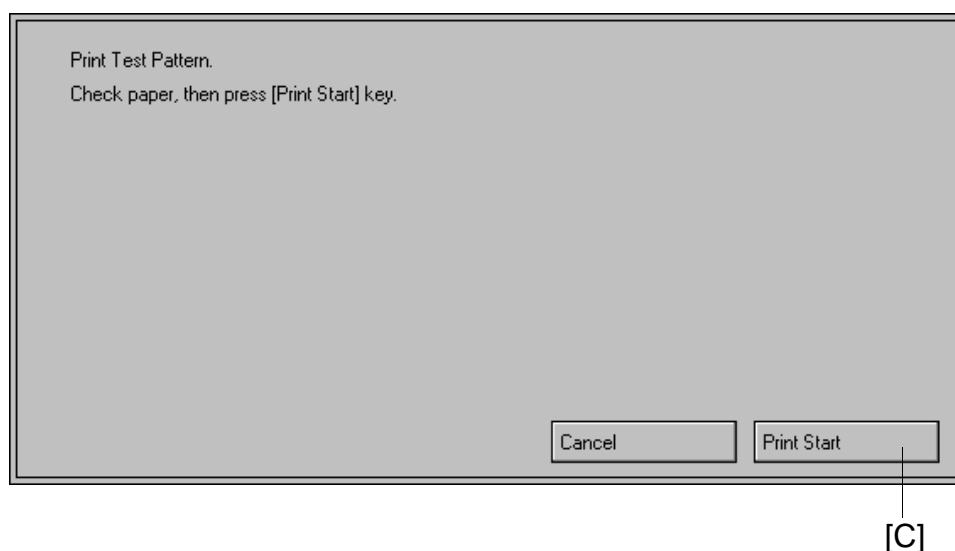 Print Test Pattern.
Check paper, then press [Print Start] key.
Cancel Print Start
[C]